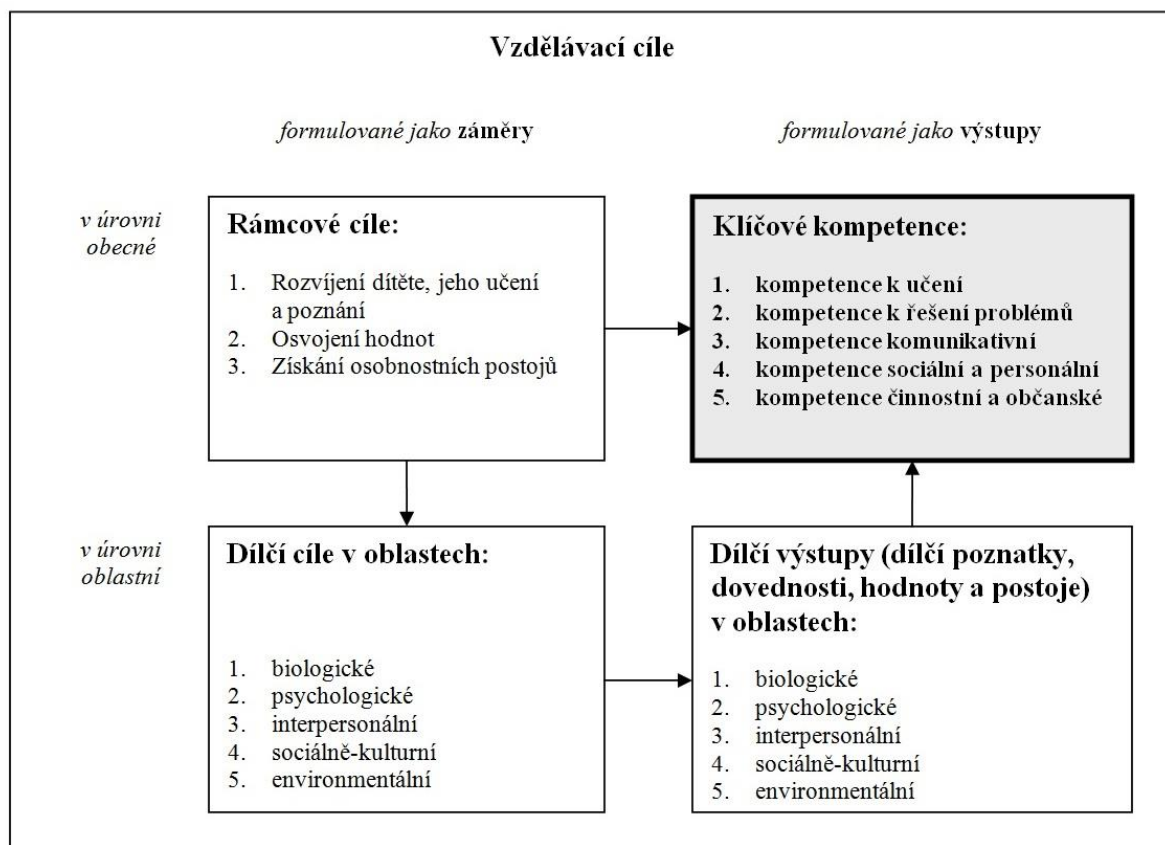 Vzdělávací cíle
formulované jako záměry
formulované jako výstupy
v úrovni
obecné
Rámcové cíle:
1. Rozvíjení dítěte, jeho učení
a poznání
2. Osvojení hodnot
3. Získání osobnostních postojů
Klíčové kompetence:
1. kompetence k učení
2. kompetence k řešení problémů
3. kompetence komunikativní
4. kompetence sociální a personální
5. kompetence činnostní a občanské
v úrovni
oblastní
Dílčí cíle v oblastech:
1. biologické
2. psychologické
3. interpersonální
4. sociálně-kulturní
5. environmentální
Dílčí výstupy (dílčí poznatky,
dovednosti, hodnoty a postoje)
v oblastech:
1. biologické
2. psychologické
3. interpersonální
4. sociálně-kulturní
5. environmentální